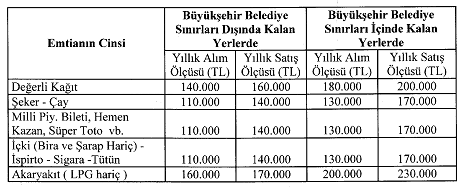 Emtianın Cinsi
Büyükşehir Belediye
Sınırları Dışında Kalan
Yerlerde
Büyükşehir Belediye
Sınırları İçinde Kalan
Yerlerde
Yıllık Alım
Ölçüsü (TL)
Yıllık Satış
Ölçüsü (TL)
Yıllık Alım
Ölçüsü (TL)
Yıllık Satış
Ölçüsü (TL)
Değerli Kağıt 140.000 160.000 180.000 200.000
Şeker - Çay 110.000 140.000 130.000 170.000
Milli Piy. Bileti, Hemen
Kazan, Süper Toto vb. 110.000 140.000 130.000 170.000
İçki (Bira ve Şarap Hariç) -
İspirto - Sigara -Tütün 110.000 140.000 130.000 170.000
Akaryakıt ( LPG hariç ) 160.000 170.000 200.000 230.000